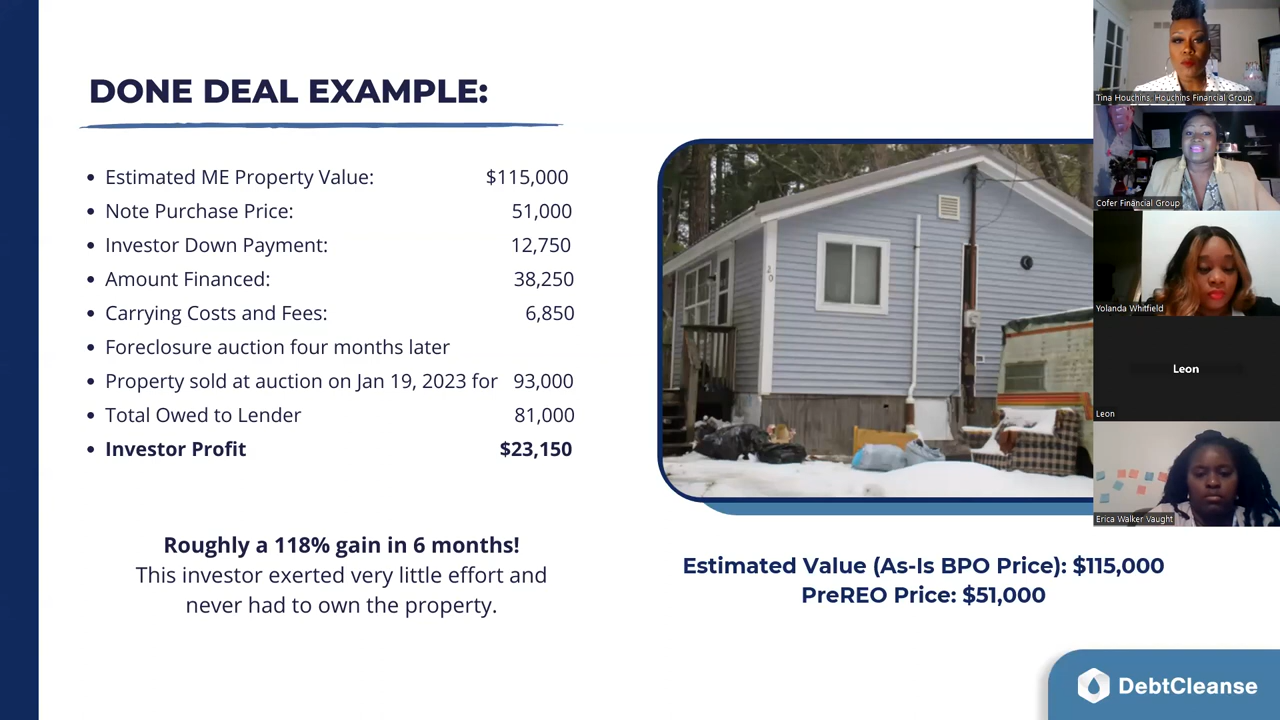 DONE DEAL EXAMPLE:
• Estimated ME Property Value: $115,000
• Note Purchase Price: 51,000
• Investor Down Payment: 12,750
• Amount Financed: 38,250
• Carrying Costs and Fees: 6,850
• Foreclosure auction four months later
• Property sold at auction on Jan 19, 2023 for 93,000
• Total Owed to Lender 81,000
• Investor Profit $23,150
Roughly a 118% gain in 6 months!
This investor exerted very little effort and
never had to own the property.
20
Estimated Value (As-Is BPO Price): $115,000
PreREO Price: $51,000
Tina Houchins, Houchins Financial Group
Cofer Financial Group
Yolanda Whitfield
Leon
Leon
Erica Walker Vaught
DebtCleanse